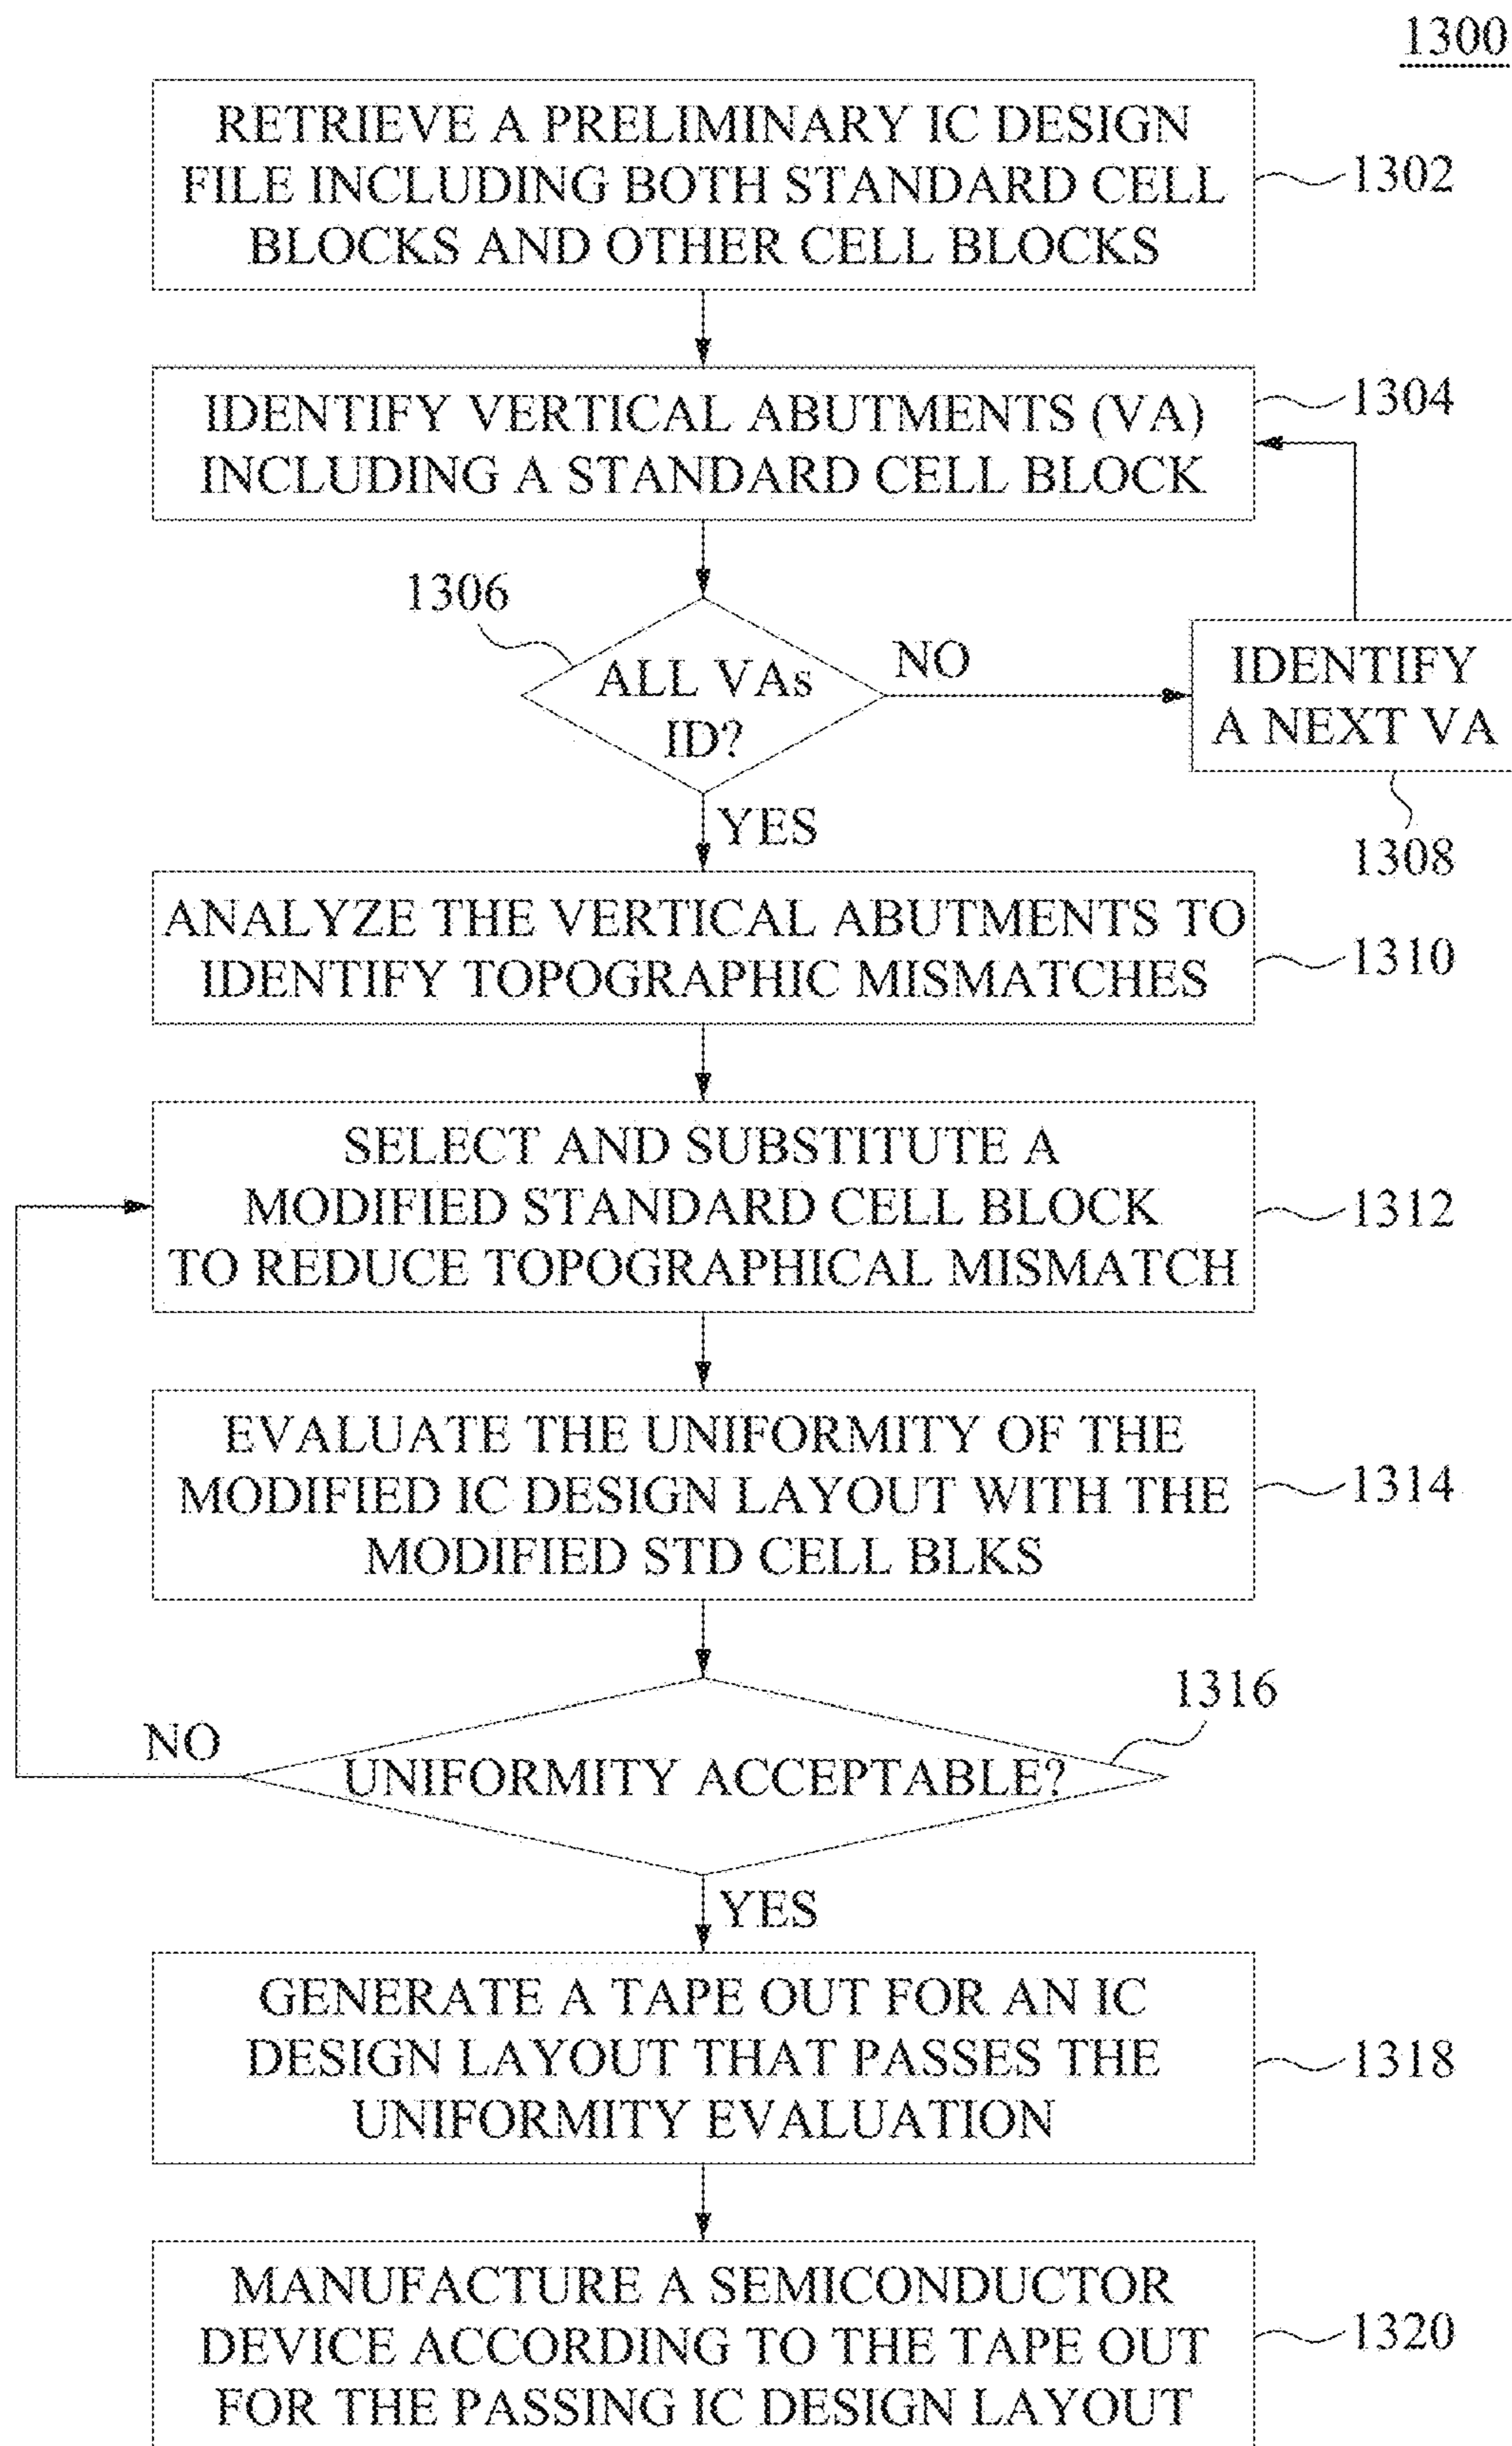 1300
RETRIEVE A PRELIMINARY IC DESIGN
FILE INCLUDING BOTH STANDARD CELL
BLOCKS AND OTHER CELL BLOCKS
1302
IDENTIFY VERTICAL ABUTMENTS (VA)
INCLUDING A STANDARD CELL BLOCK
1304
1306
ALL VAs
ID?
NO
IDENTIFY
A NEXT VA
1308
YES
ANALYZE THE VERTICAL ABUTMENTS TO
IDENTIFY TOPOGRAPHIC MISMATCHES
1310
SELECT AND SUBSTITUTE A
MODIFIED STANDARD CELL BLOCK
TO REDUCE TOPOGRAPHICAL MISMATCH
1312
EVALUATE THE UNIFORMITY OF THE
MODIFIED IC DESIGN LAYOUT WITH THE
MODIFIED STD CELL BLKS
1314
1316
NO
UNIFORMITY ACCEPTABLE?
YES
GENERATE A TAPE OUT FOR AN IC
DESIGN LAYOUT THAT PASSES THE
UNIFORMITY EVALUATION
1318
MANUFACTURE A SEMICONDUCTOR
DEVICE ACCORDING TO THE TAPE OUT
FOR THE PASSING IC DESIGN LAYOUT
1320